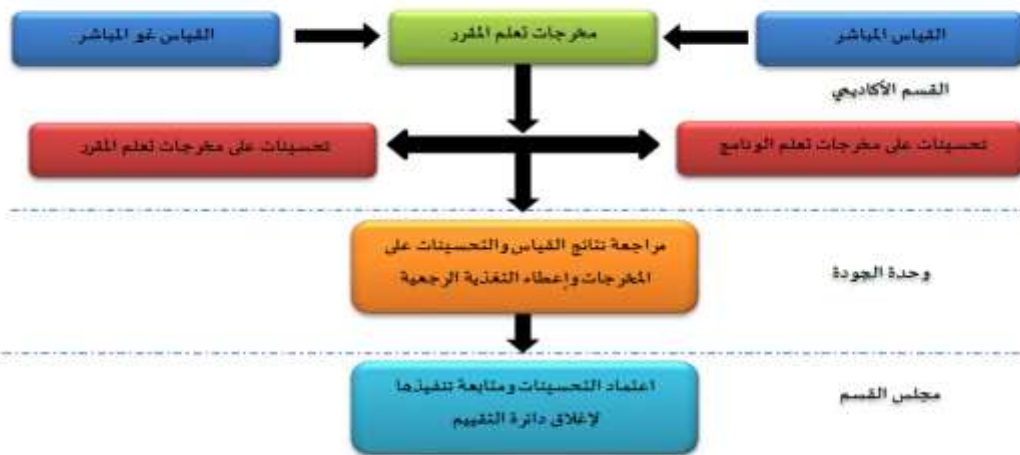 القياس المباشر
مخرجات تعلم المقرر
القياس غو المباشر
القسم الأكاديمي
تحسينات على مخرجات تعلم الونامج
تحسينات على مخرجات تعلم المقرر
مراجعة نتائج القياس والتحسينات على
المخرجات وإعطاء التغذية الرجعية
وحدة الجودة
اعتماد التحسينات ومتابعة تنفيذها
لإغلاق دائرة التقييم
مجلس القسم